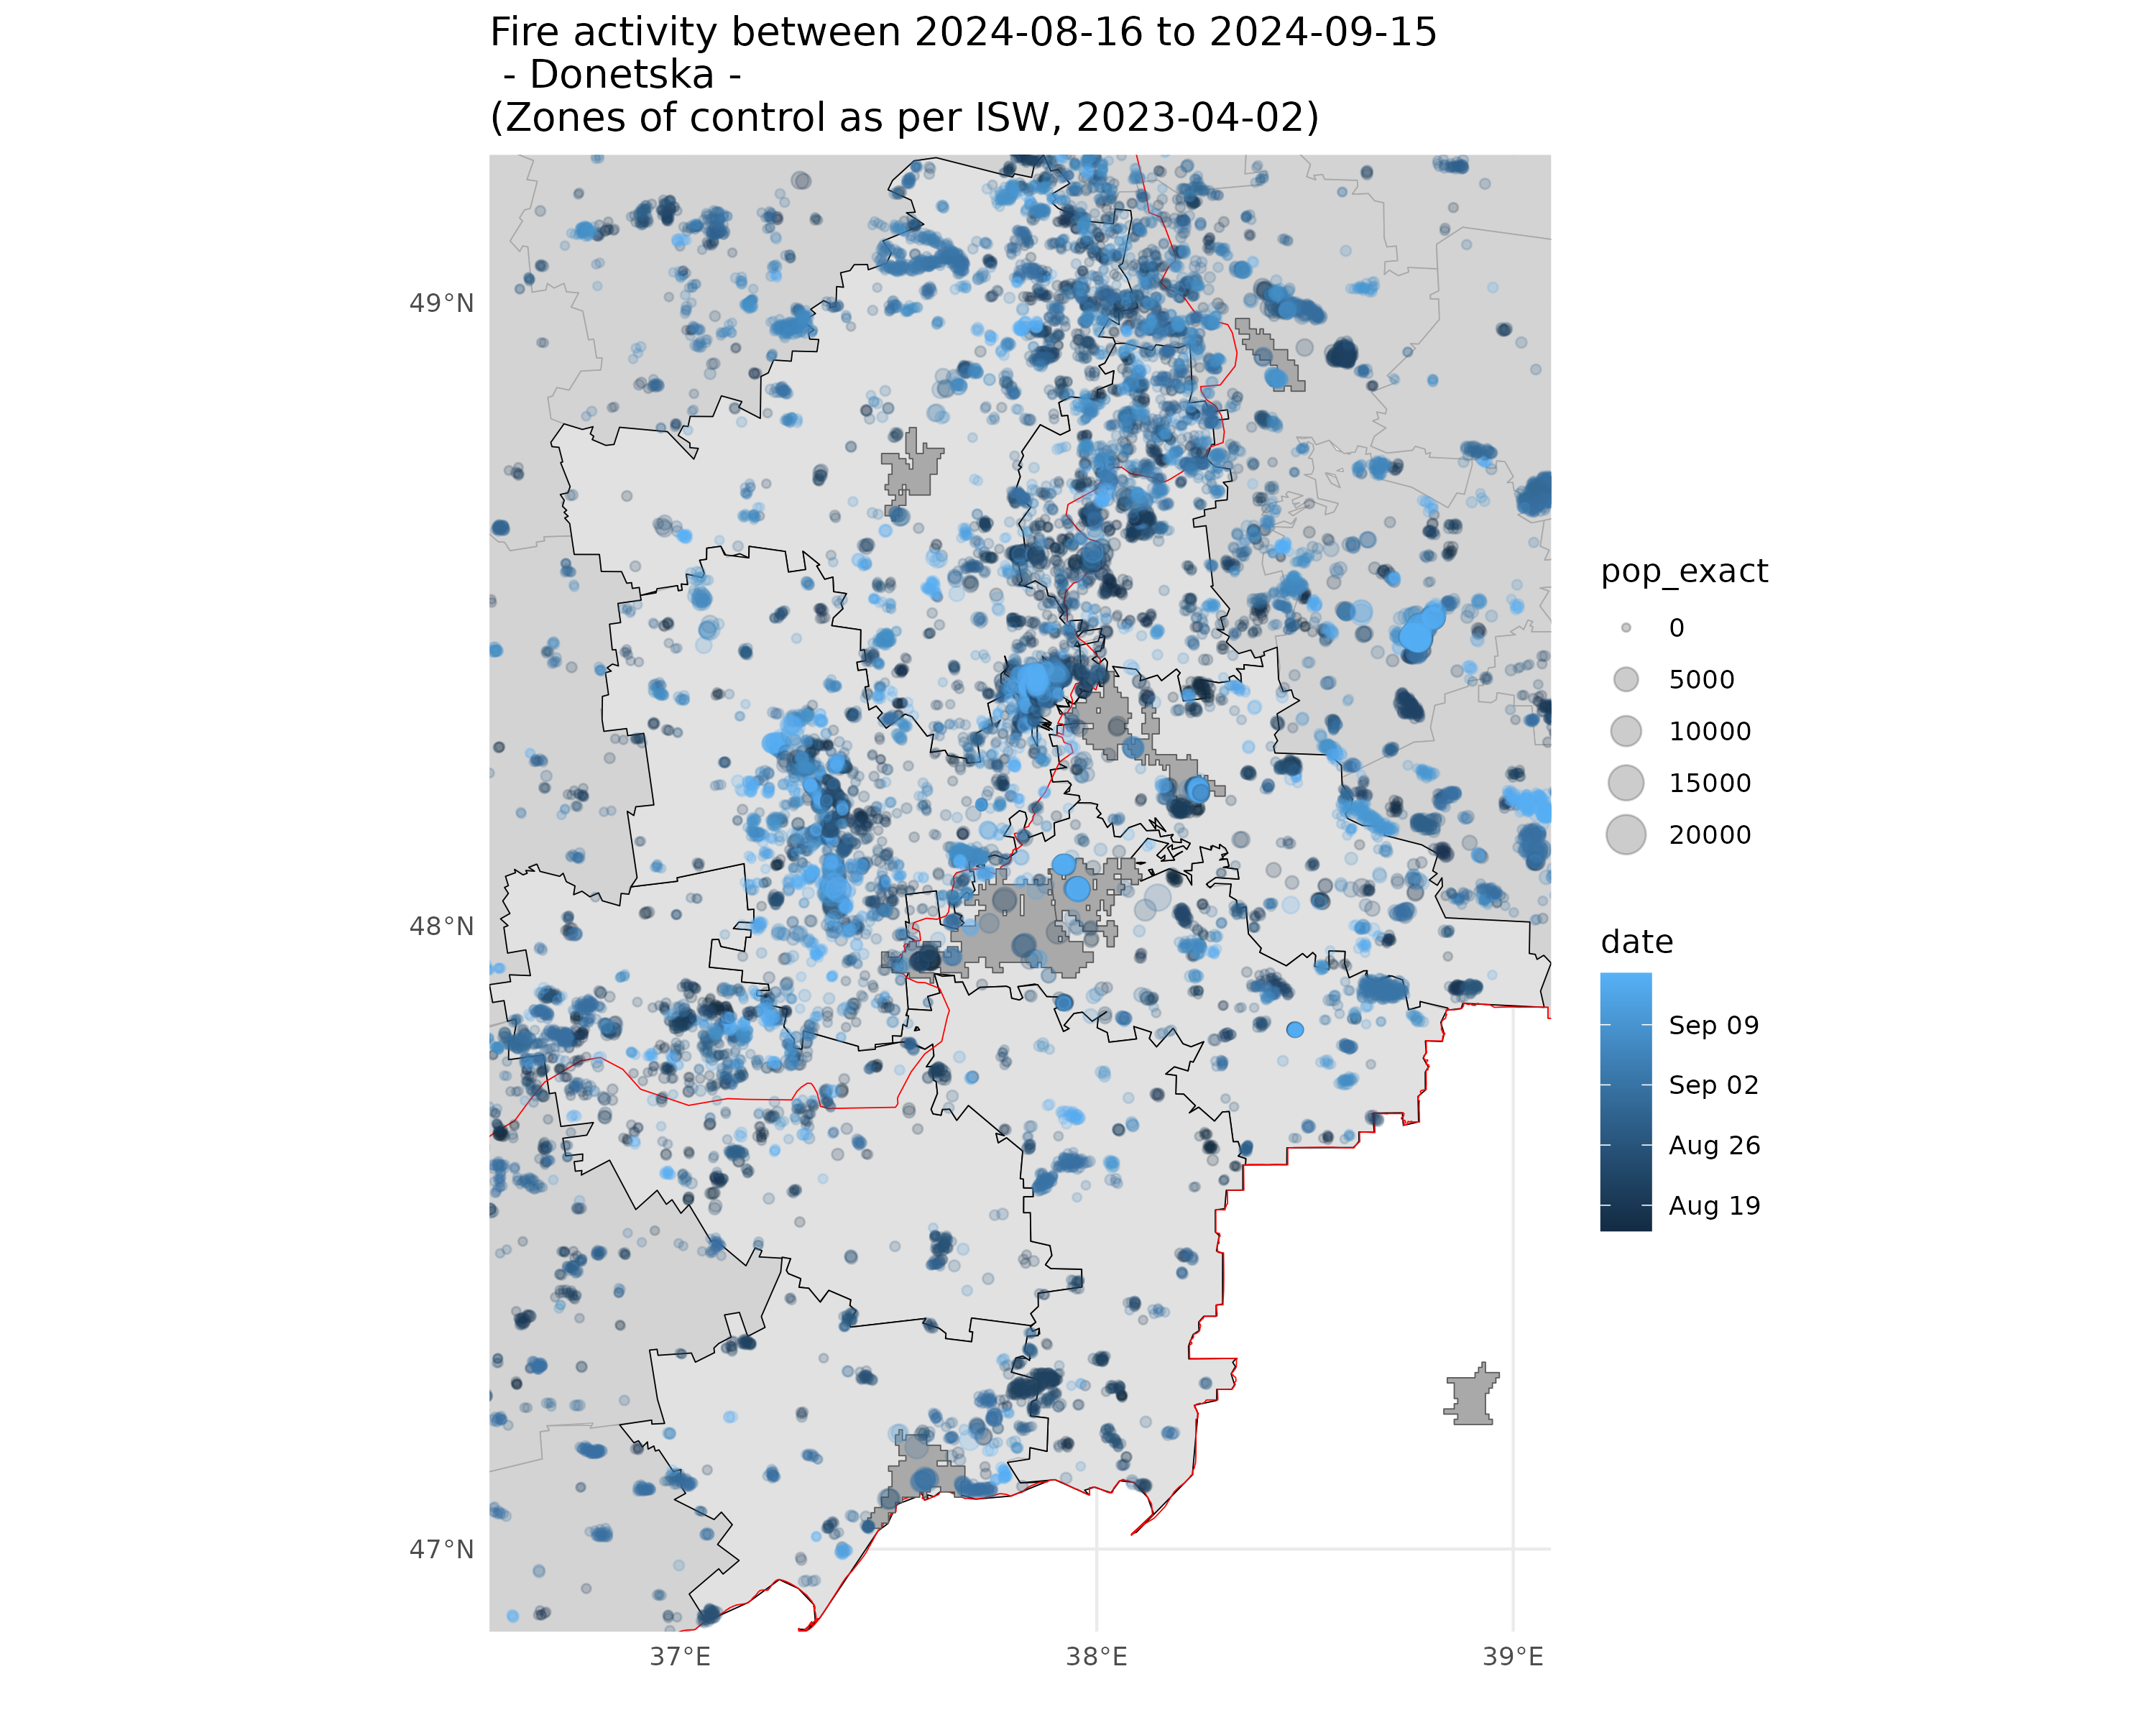 Fire activity between 2024-08-16 to 2024-09-15
- Donetska -
(Zones of control as per ISW, 2023-04-02)
49°N
48°N
47°N
37°E
38°E
39°E
pop_exact
0
5000
10000
15000
20000
date
Sep 09
Sep 02
Aug 26
Aug 19